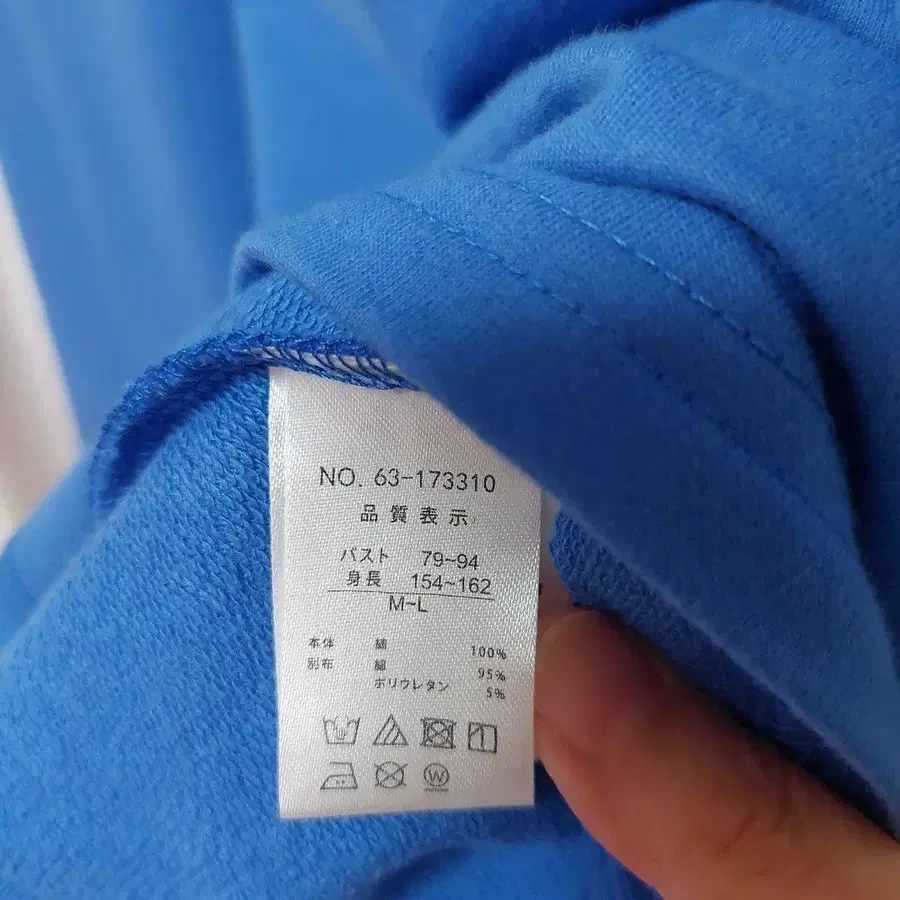 NO. 63-173310
品質表示
バスト 79~94
身長 154~162
M~L
本体 綿 100%
別布 綿 95%
ポリウレタン 5%
W